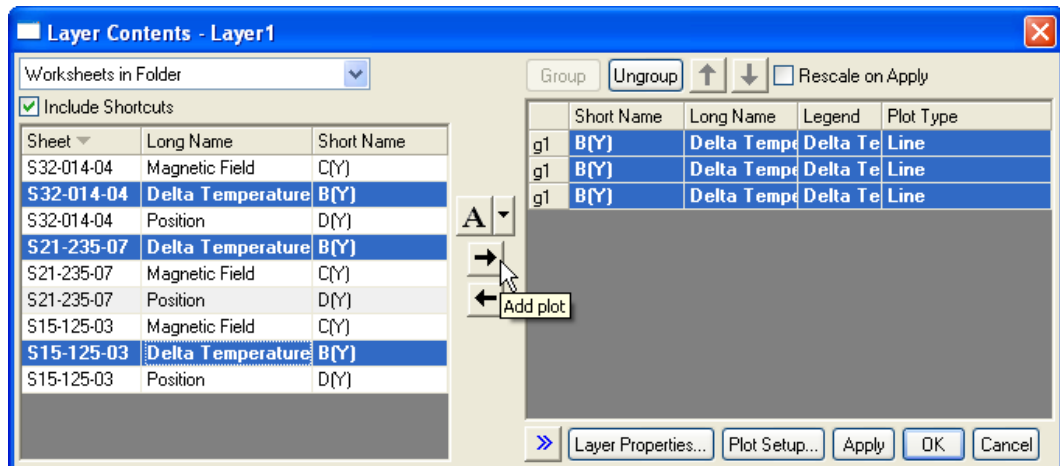 Layer Contents - Layer1
Worksheets in Folder
Include Shortcuts
Sheet Long Name Short Name
S32-014-04 Magnetic Field C(Y)
S32-014-04 Delta Temperature B(Y)
S32-014-04 Position D(Y)
S21-235-07 Delta Temperature B(Y)
S21-235-07 Magnetic Field C(Y)
S21-235-07 Position D(Y)
S15-125-03 Magnetic Field C(Y)
S15-125-03 Delta Temperature B(Y)
S15-125-03 Position D(Y)
A
Add plot
Group Ungroup Rescale on Apply
Short Name Long Name Legend Plot Type
g1 B(Y) Delta Tempe Delta Te Line
g1 B(Y) Delta Tempe Delta Te Line
g1 B(Y) Delta Tempe Delta Te Line
Layer Properties... Plot Setup... Apply OK Cancel